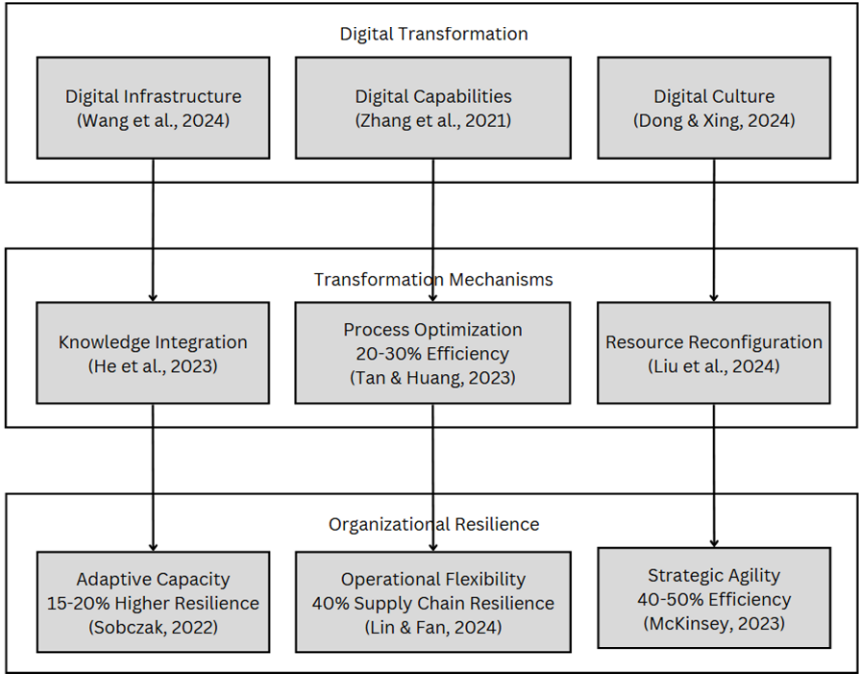 Digital Transformation
Digital Infrastructure
(Wang et al., 2024)
Digital Capabilities
(Zhang et al., 2021)
Digital Culture
(Dong & Xing, 2024)
Transformation Mechanisms
Knowledge Integration
(He et al., 2023)
Process Optimization
20-30% Efficiency
(Tan & Huang, 2023)
Resource Reconfiguration
(Liu et al., 2024)
Organizational Resilience
Adaptive Capacity
15-20% Higher Resilience
(Sobczak, 2022)
Operational Flexibility
40% Supply Chain Resilience
(Lin & Fan, 2024)
Strategic Agility
40-50% Efficiency
(McKinsey, 2023)